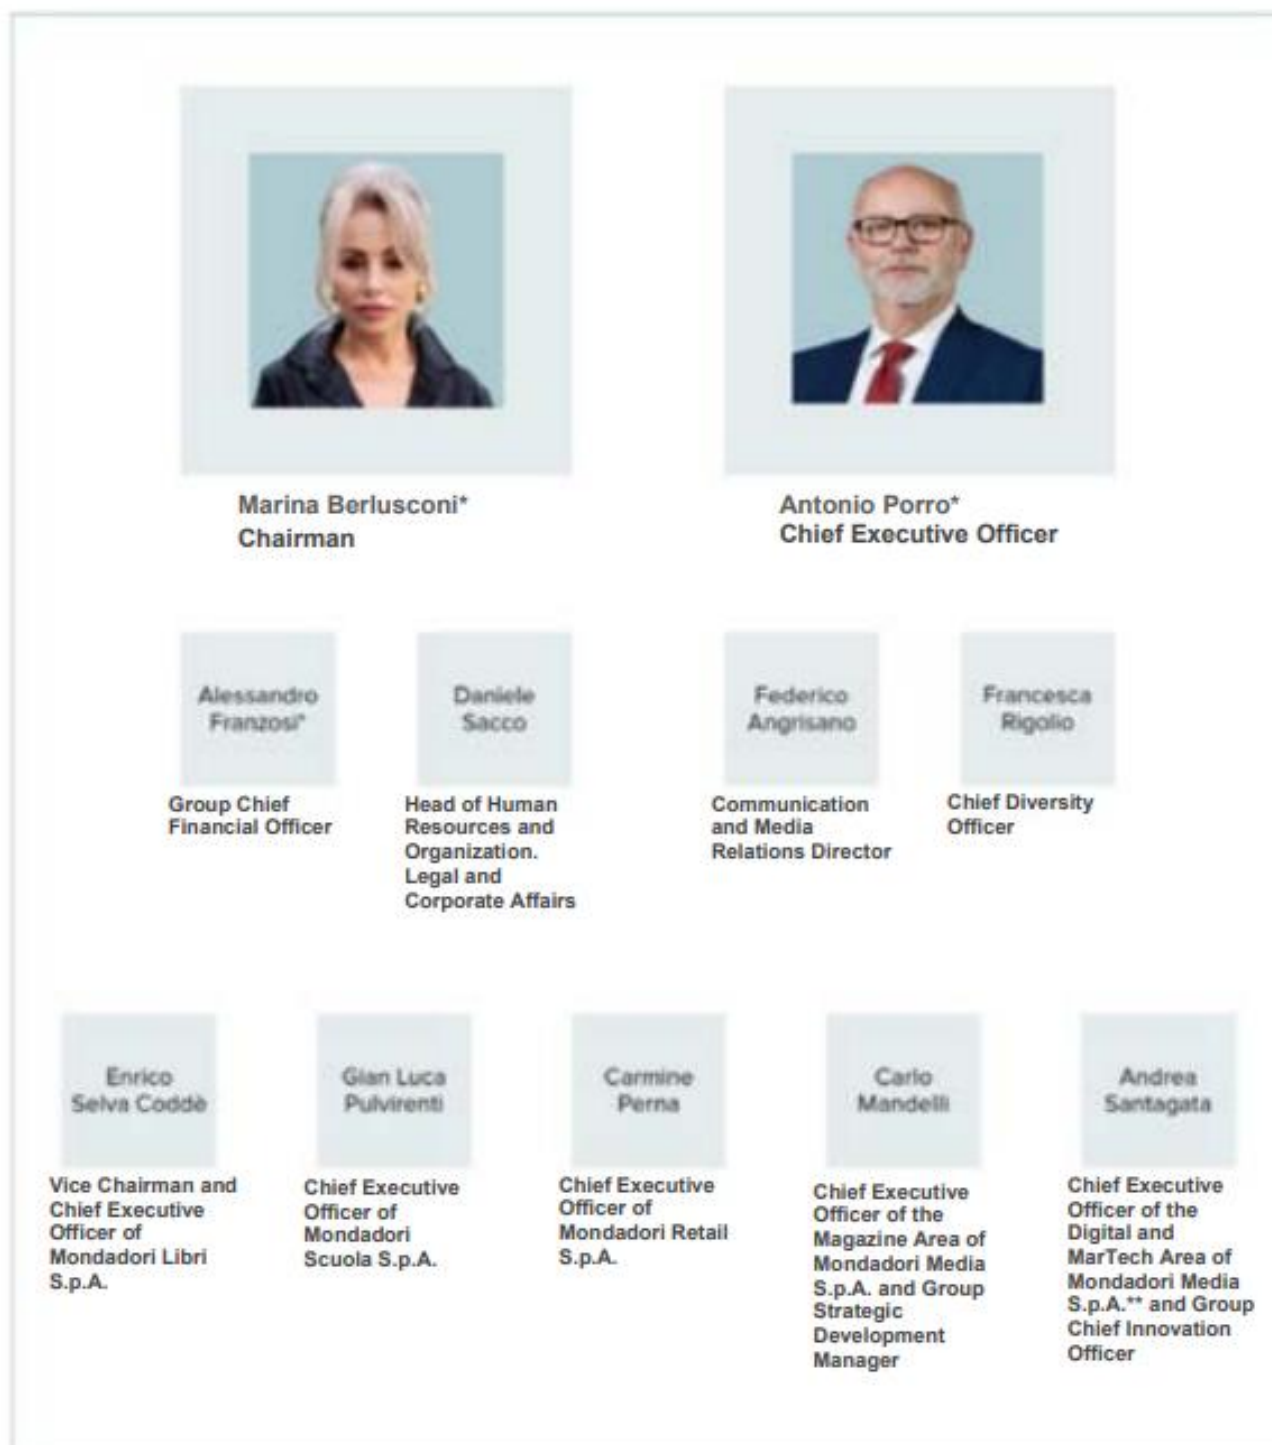 Marina Berlusconi*
Chairman
Antonio Porro*
Chief Executive Officer
Alessandro
Franzosi*
Group Chief
Financial Officer
Daniele
Sacco
Head of Human
Resources and
Organization.
Legal and
Corporate Affairs
Federico
Angrisano
Communication
and Media
Relations Director
Francesca
Rigolio
Chief Diversity
Officer
Enrico
Selva Coddè
Vice Chairman and
Chief Executive
Officer of
Mondadori Libri
S.p.A.
Gian Luca
Pulvirenti
Chief Executive
Officer of
Mondadori
Scuola S.p.A.
Carmine
Perna
Chief Executive
Officer of
Mondadori Retail
S.p.A.
Carlo
Mandelli
Chief Executive
Officer of the
Magazine Area of
Mondadori Media
S.p.A. and Group
Strategic
Development
Manager
Andrea
Santagata
Chief Executive
Officer of the
Digital and
MarTech Area of
Mondadori Media
S.p.A.** and Group
Chief Innovation
Officer